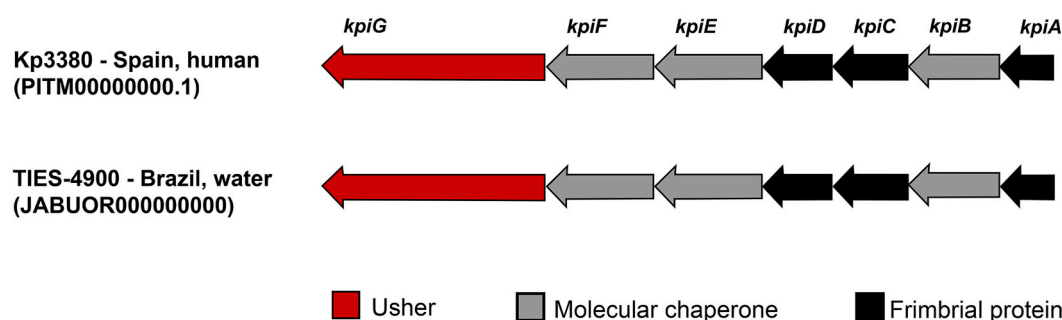 kpiG kpiF kpiE kpiD kpiC kpiB kpiA
Kp3380 - Spain, human
(PITM00000000.1)
TIES-4900 - Brazil, water
(JABUOR000000000)
Usher Molecular chaperone Frimbrial protein